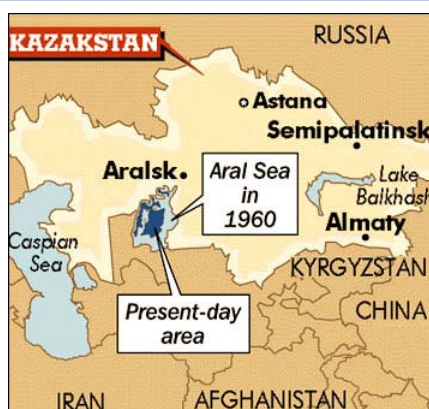 RUSSIA
KAZAKSTAN
Astana
Semipalatinsk
Aralsk
Aral Sea
in
1960
Lake
Balkhash
Almaty
Caspian
Sea
KYRGYZSTAN
Present-day
area
CHINA
IRAN
AFGHANISTAN